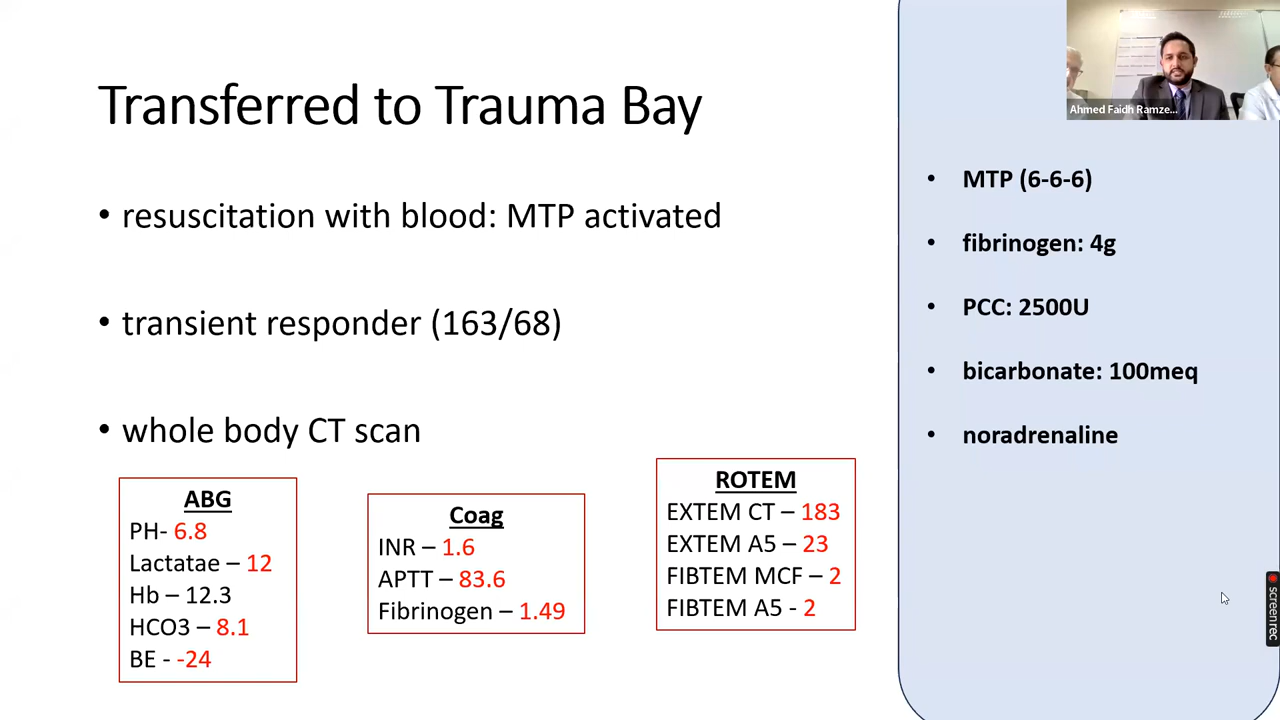 Transferred to Trauma Bay
• resuscitation with blood: MTP activated
• transient responder (163/68)
• whole body CT scan
ABG
PH- 6.8
Lactatae – 12
Hb – 12.3
HCO3 – 8.1
BE - -24
Coag
INR – 1.6
APTT – 83.6
Fibrinogen – 1.49
ROTEM
EXTEM CT – 183
EXTEM A5 – 23
FIBTEM MCF – 2
FIBTEM A5 - 2
• MTP (6-6-6)
• fibrinogen: 4g
• PCC: 2500U
• bicarbonate: 100meq
• noradrenaline
Ahmed Faidh Ramze...
screenrec